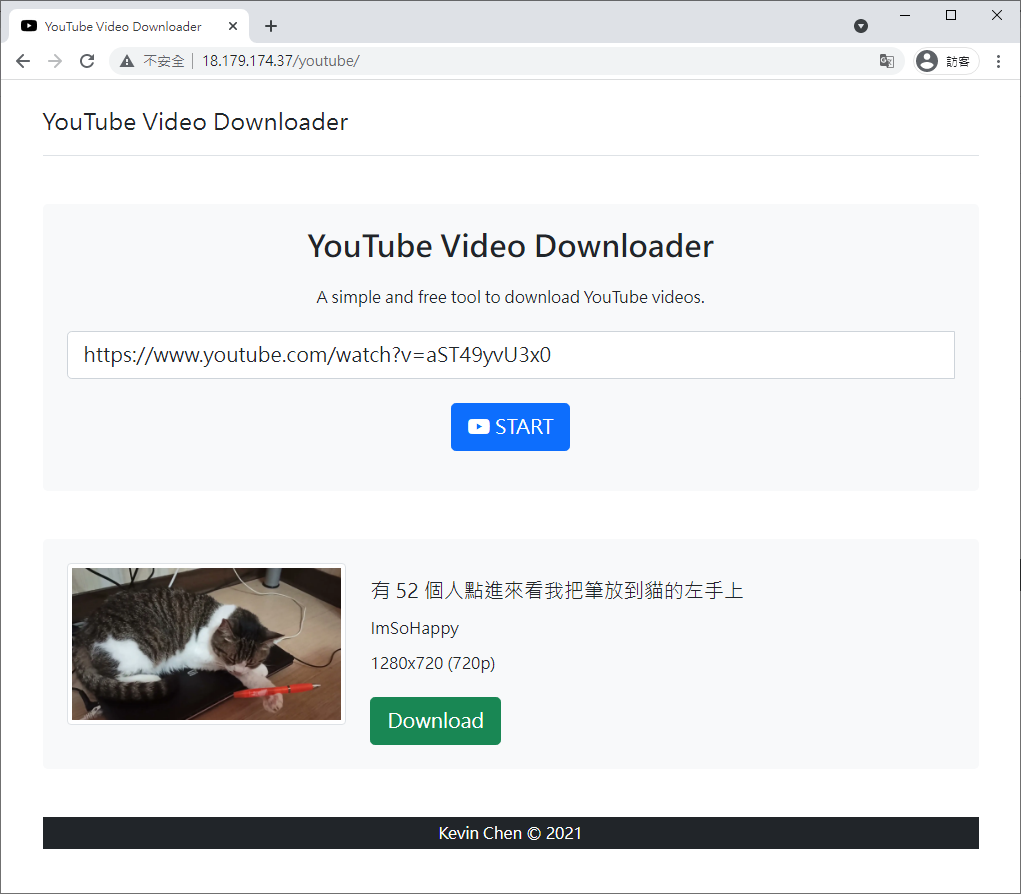 YouTube Video Downloader
不安全
18.179.174.37/youtube/
訪客
YouTube Video Downloader
YouTube Video Downloader
A simple and free tool to download YouTube videos.
https://www.youtube.com/watch?v=aST49yvU3x0
START
有 52 個人點進來看我把筆放到貓的左手上
ImSoHappy
1280x720 (720p)
Download
Kevin Chen © 2021